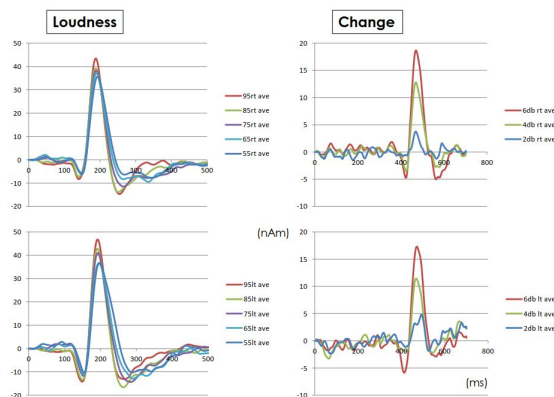 Loudness
Change
50
40
30
20
10
0
-10
-20
0
100
200
300
400
500
95rt ave
85rt ave
75rt ave
65rt ave
55rt ave
20
15
10
5
0
-5
-10
0
200
400
600
800
6db rt ave
4db rt ave
2db rt ave
(nAm)
50
40
30
20
10
0
-10
-20
0
100
200
300
400
500
95lt ave
85lt ave
75lt ave
65lt ave
55lt ave
20
15
10
5
0
-5
-10
0
200
400
600
800
6db lt ave
4db lt ave
2db lt ave
(ms)